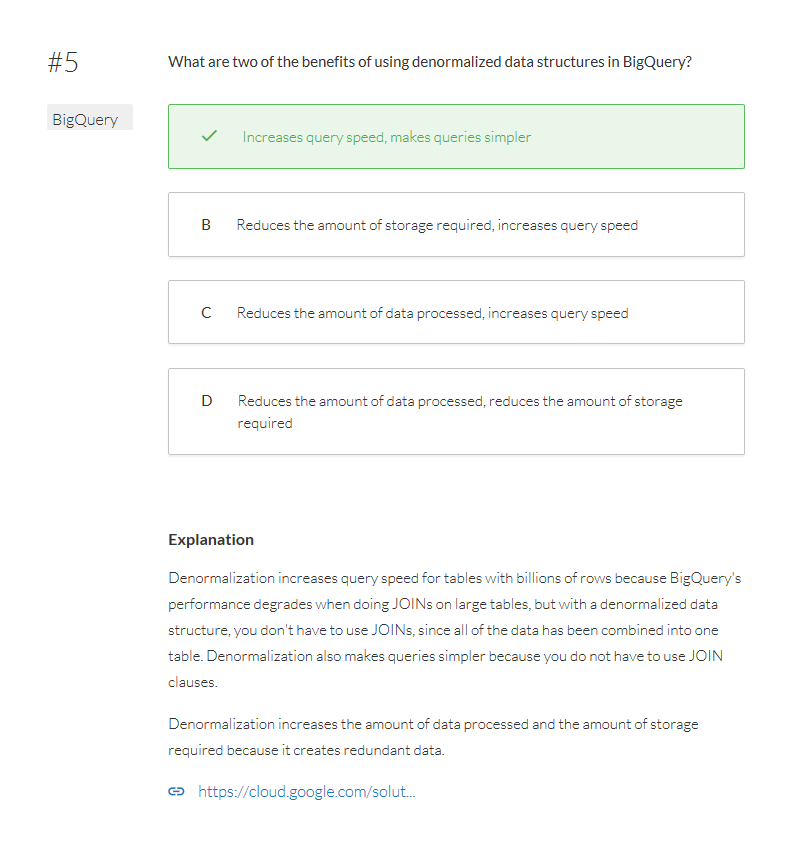 #5
What are two of the benefits of using denormalized data structures in BigQuery?
BigQuery
Increases query speed, makes queries simpler
B Reduces the amount of storage required, increases query speed
C Reduces the amount of data processed, increases query speed
D Reduces the amount of data processed, reduces the amount of storage
required
Explanation
Denormalization increases query speed for tables with billions of rows because BigQuery's
performance degrades when doing JOINs on large tables, but with a denormalized data
structure, you don't have to use JOINs, since all of the data has been combined into one
table. Denormalization also makes queries simpler because you do not have to use JOIN
clauses.
Denormalization increases the amount of data processed and the amount of storage
required because it creates redundant data.
https://cloud.google.com/solut...